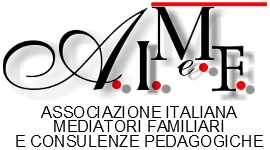 A.I.M.e.F.
ASSOCIAZIONE ITALIANA
MEDIATORI FAMILIARI
E CONSULENZE PEDAGOGICHE